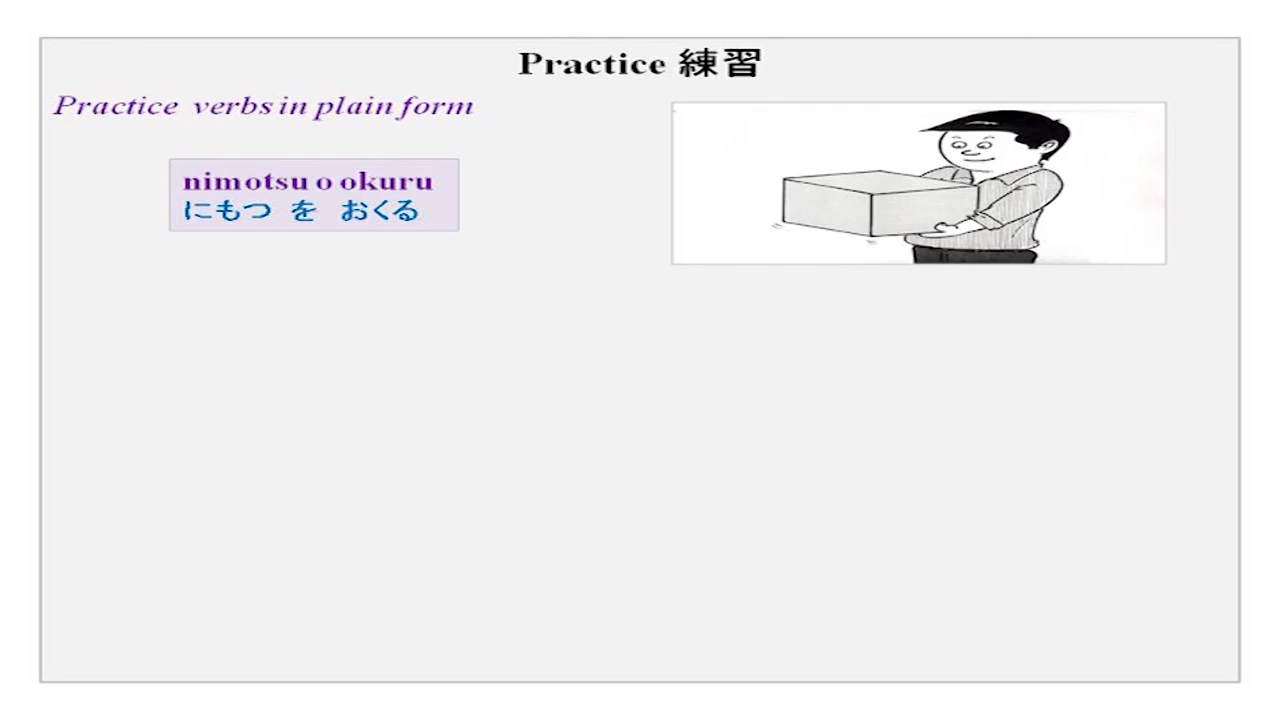 Practice 練習
Practice verbs in plain form
nimotsu o okuru
にもつ を おくる